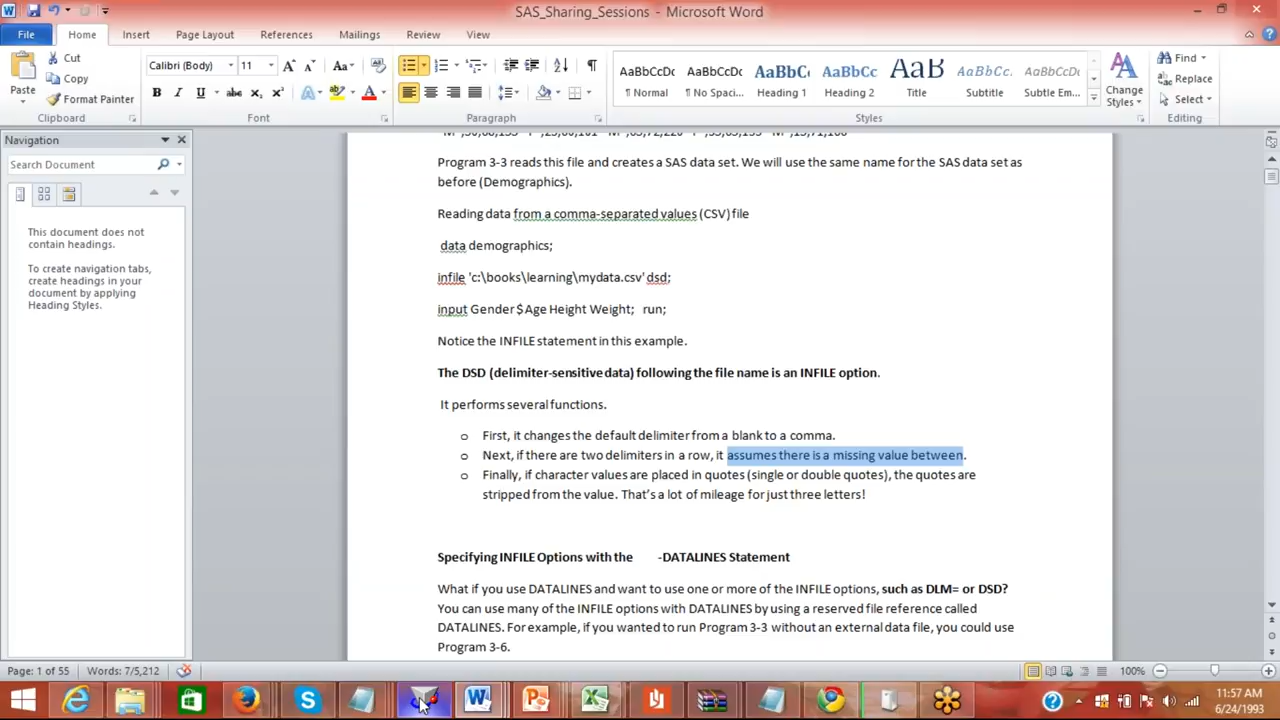 SAS_Sharing_Sessions - Microsoft Word
File Home Insert Page Layout References Mailings Review View
Cut
Copy
Format Painter
Paste
Clipboard
Calibri (Body) 11
Font
Paragraph
AaBbCcDc AaBbCcDc AaBbC AaBbCc AaB AaBbCcL AaBbCcDc
¶ Normal ¶ No Spaci... Heading 1 Heading 2 Title Subtitle Subtle Em...
Styles
Change
Styles
Find
Replace
Select
Editing
Navigation
Search Document
This document does not
contain headings.
To create navigation tabs,
create headings in your
document by applying
Heading Styles.
Program 3-3 reads this file and creates a SAS data set. We will use the same name for the SAS data set as
before (Demographics).
Reading data from a comma-separated values (CSV) file
data demographics;
infile 'c:\books\learning\mydata.csv' dsd;
input Gender $ Age Height Weight; run;
Notice the INFILE statement in this example.
The DSD (delimiter-sensitive data) following the file name is an INFILE option.
It performs several functions.
o First, it changes the default delimiter from a blank to a comma.
o Next, if there are two delimiters in a row, it assumes there is a missing value between.
o Finally, if character values are placed in quotes (single or double quotes), the quotes are
stripped from the value. That's a lot of mileage for just three letters!
Specifying INFILE Options with the -DATALINES Statement
What if you use DATALINES and want to use one or more of the INFILE options, such as DLM= or DSD?
You can use many of the INFILE options with DATALINES by using a reserved file reference called
DATALINES. For example, if you wanted to run Program 3-3 without an external data file, you could use
Program 3-6.
Page: 1 of 55 Words: 7/5,212 100%
11:57 AM
6/24/1993